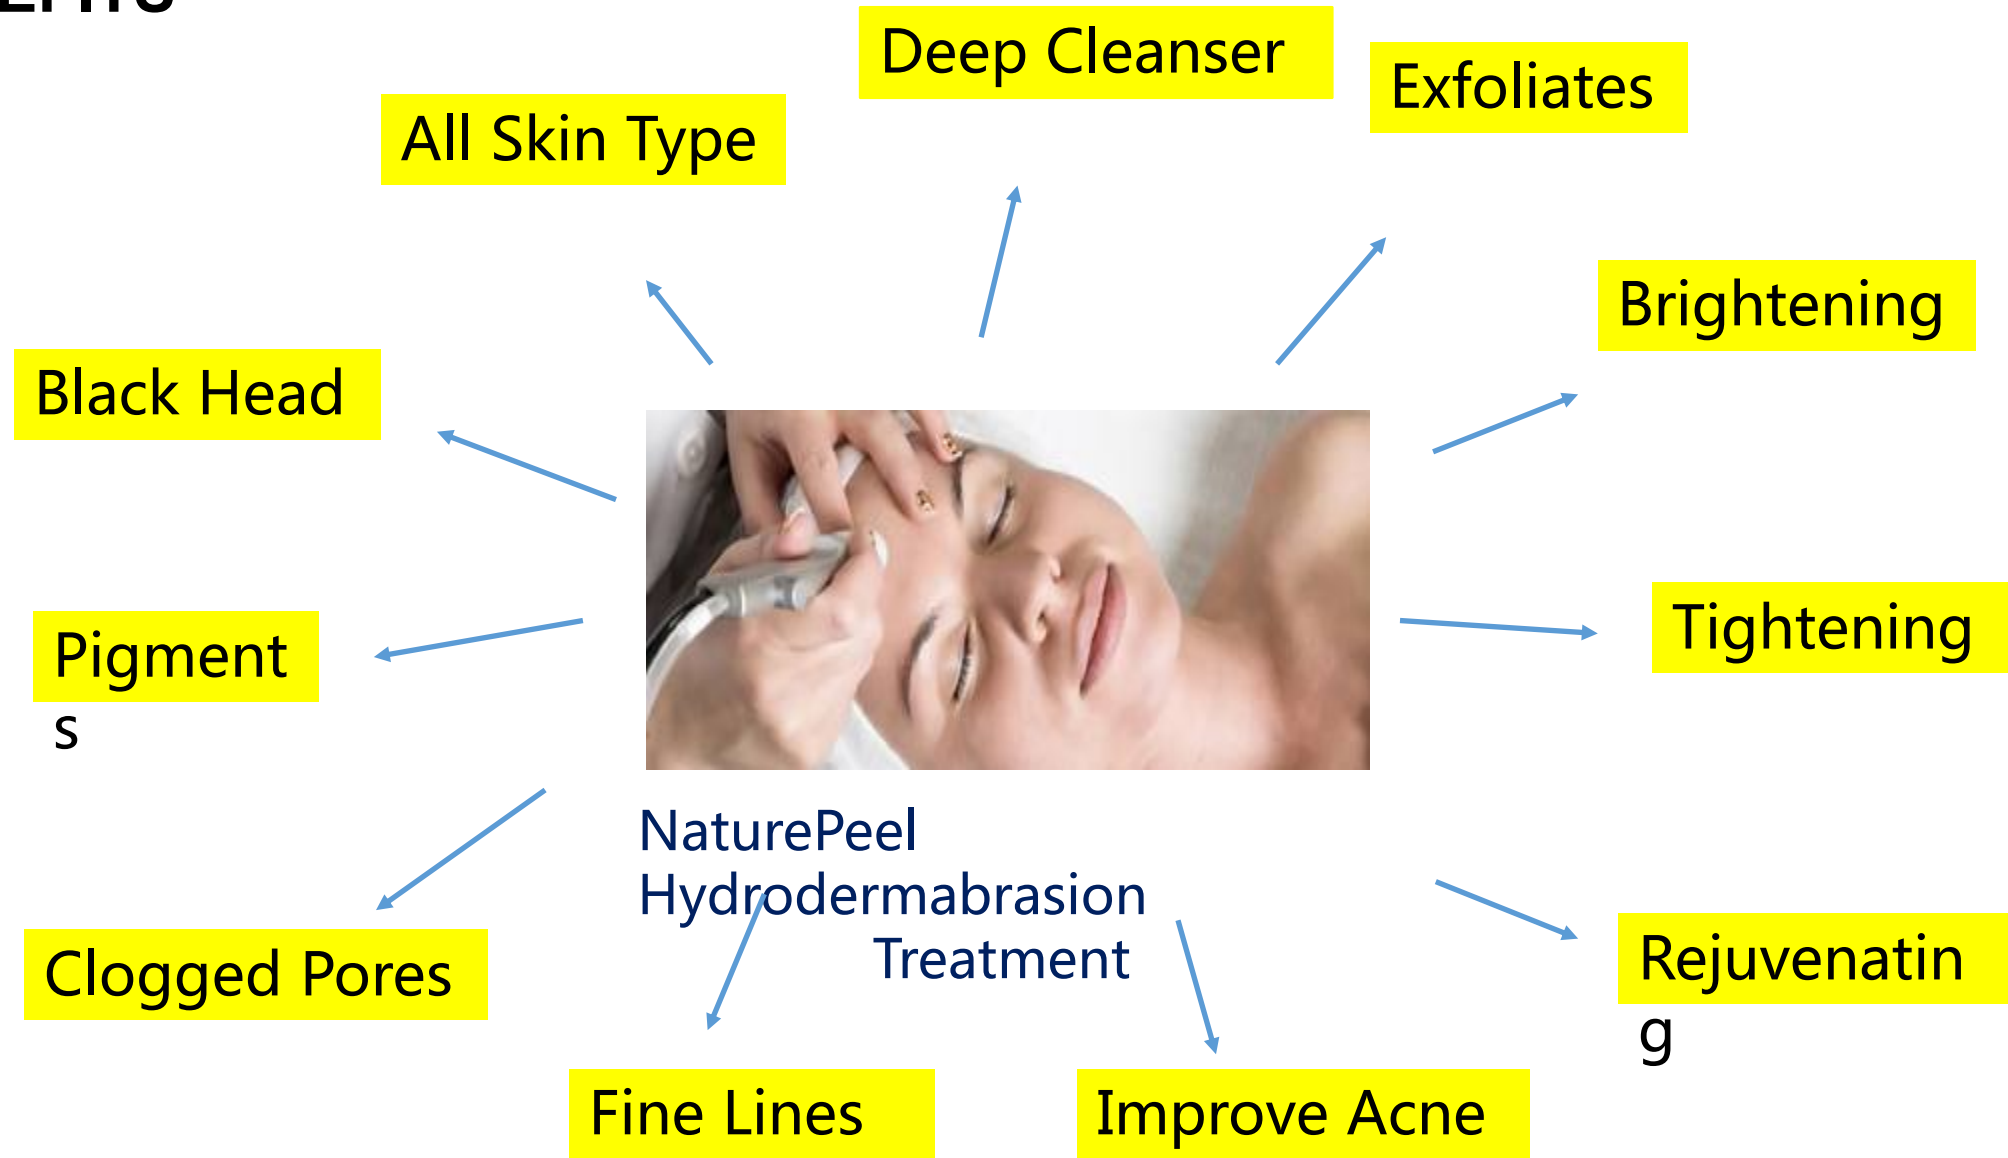 Deep Cleanser
Exfoliates
All Skin Type
Brightening
Black Head
Tightening
Pigment
s
NaturePeel
Hydrodermabrasion
Treatment
Rejuvenatin
g
Clogged Pores
Fine Lines
Improve Acne